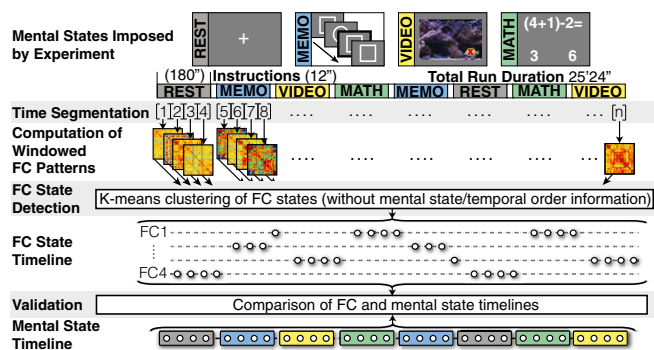 Mental States Imposed by Experiment
REST
+
MEMO
VIDEO
MATH
(4+1)-2=
3 6
(180") Instructions (12") Total Run Duration 25'24"
REST MEMO VIDEO MATH MEMO REST MATH VIDEO
Time Segmentation [1][2][3][4] [5][6][7][8] .... .... .... .... .... [n]
Computation of Windowed FC Patterns
.... .... .... .... ....
FC State Detection
K-means clustering of FC states (without mental state/temporal order information)
FC State Timeline
FC1
FC4
Validation
Comparison of FC and mental state timelines
Mental State Timeline